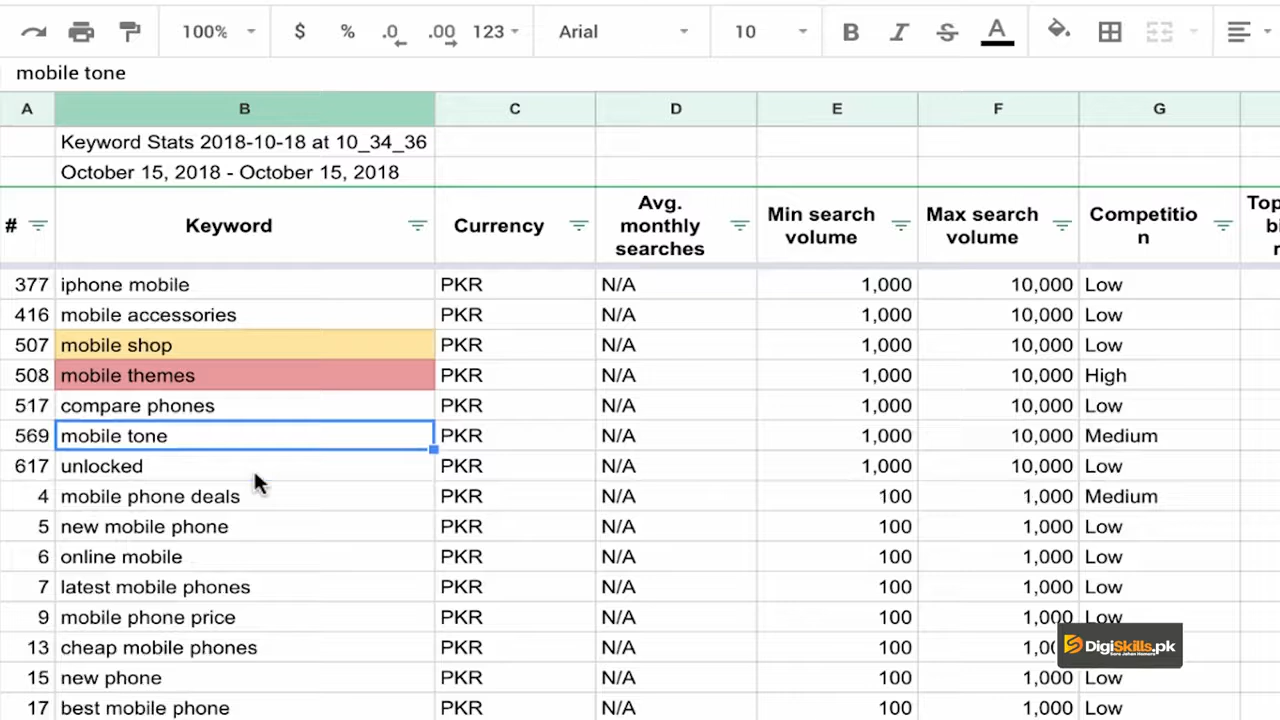 100% $ % .0 .00 123 Arial 10 B I S A
mobile tone
A B C D E F G
Keyword Stats 2018-10-18 at 10_34_36
October 15, 2018 - October 15, 2018
# Keyword Currency Avg. monthly searches Min search volume Max search volume Competition
377 iphone mobile PKR N/A 1,000 10,000 Low
416 mobile accessories PKR N/A 1,000 10,000 Low
507 mobile shop PKR N/A 1,000 10,000 Low
508 mobile themes PKR N/A 1,000 10,000 High
517 compare phones PKR N/A 1,000 10,000 Low
569 mobile tone PKR N/A 1,000 10,000 Medium
617 unlocked PKR N/A 1,000 10,000 Low
4 mobile phone deals PKR N/A 100 1,000 Medium
5 new mobile phone PKR N/A 100 1,000 Low
6 online mobile PKR N/A 100 1,000 Low
7 latest mobile phones PKR N/A 100 1,000 Low
9 mobile phone price PKR N/A 100 1,000 Low
13 cheap mobile phones PKR N/A 100
DigiSkills.pk
15 new phone PKR N/A 100 1,000 Low
17 best mobile phone PKR N/A 100 1,000 Low